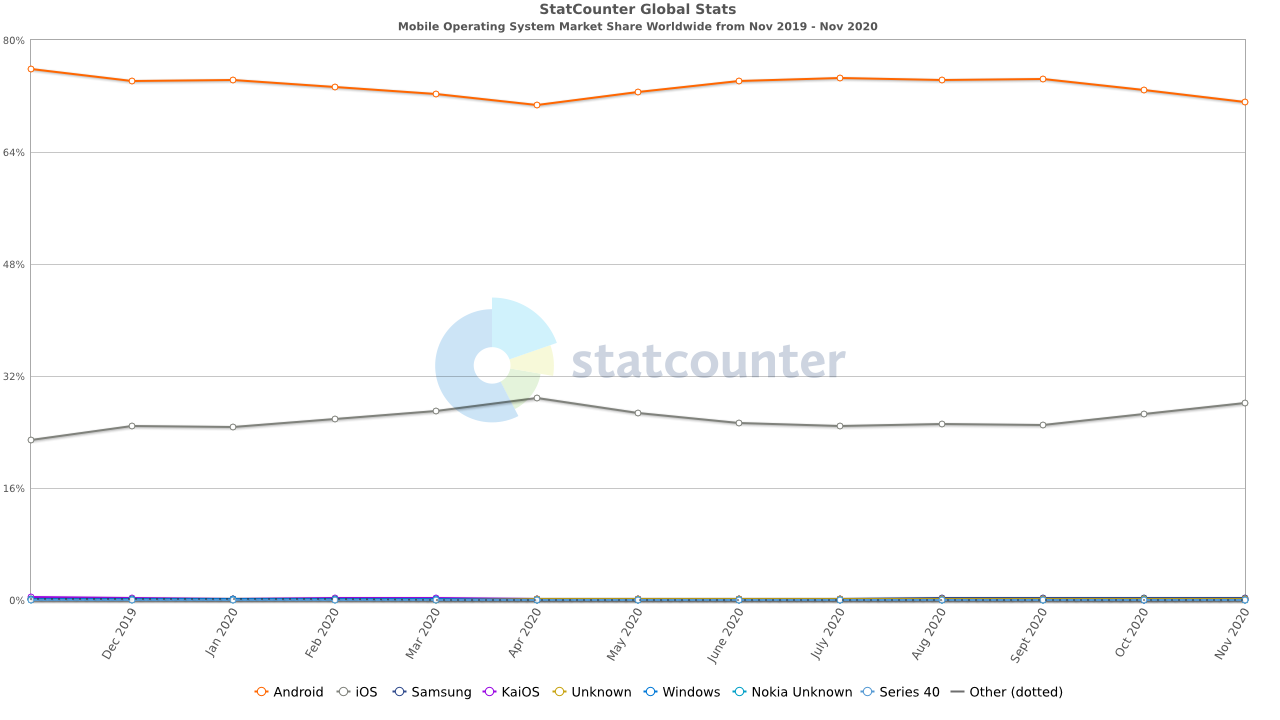 StatCounter Global Stats
Mobile Operating System Market Share Worldwide from Nov 2019 - Nov 2020
80%
64%
48%
statcounter
32%
16%
0%
Dec 2019 Jan 2020 Feb 2020 Mar 2020 Apr 2020 May 2020 June 2020 July 2020 Aug 2020 Sept 2020 Oct 2020 Nov 2020
Android iOS Samsung KaiOS Unknown Windows Nokia Unknown Series 40 Other (dotted)